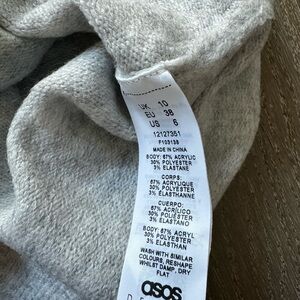 UK 10
EU 38
US 6
12127351
F103133
MADE IN CHINA
BODY: 67% ACRYLIC
30% POLYESTER
3% ELASTANE
CORPS:
67% ACRYLIQUE
30% POLYESTER
3% ELASTHANNE
CUERPO:
67% ACRÍLICO
30% POLIESTER
3% ELASTANO
BODY: 67% ACRYL
30% POLYESTER
3% ELASTHAN
WASH WITH SIMILAR
COLOURS, RESHAPE
WHILST DAMP. DRY
FLAT
asos